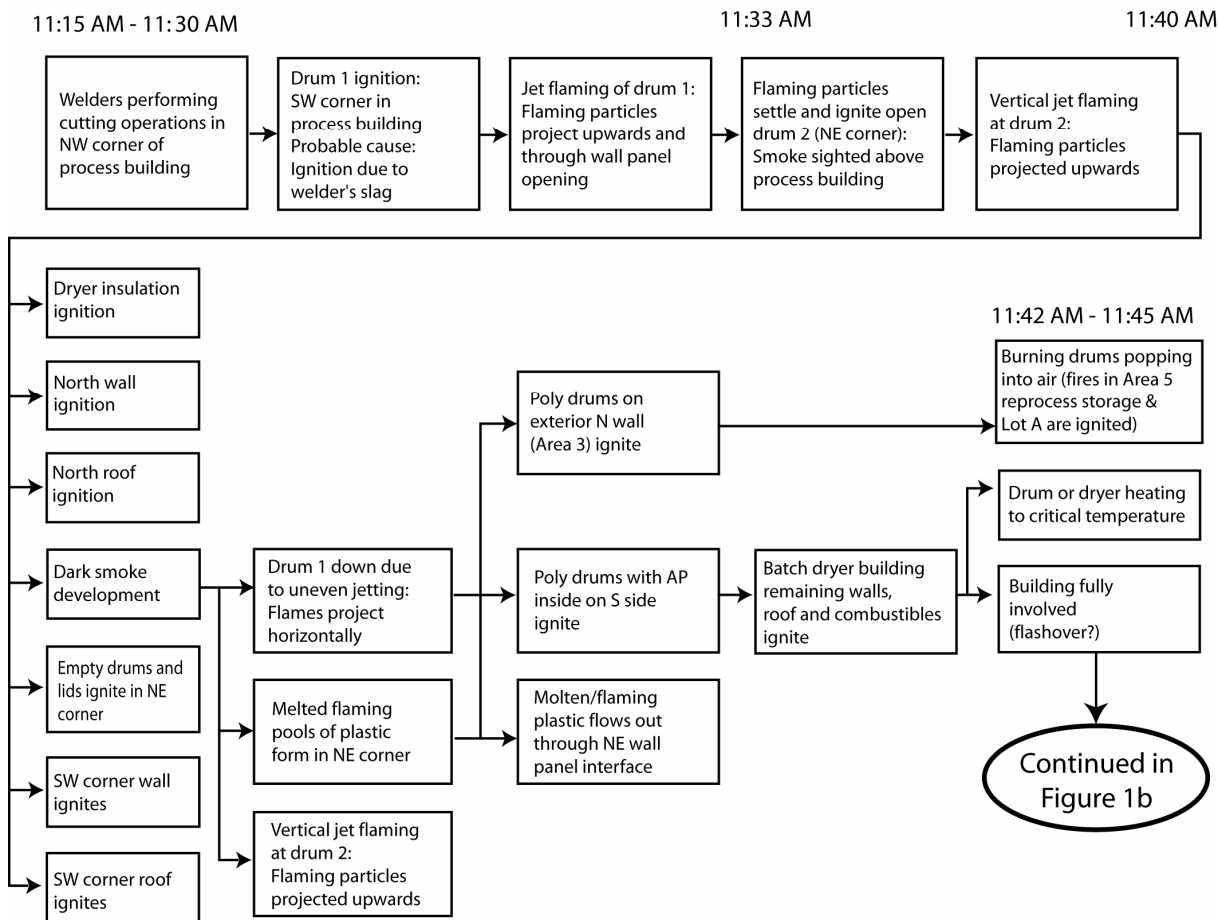 11:15 AM - 11:30 AM
11:33 AM
11:40 AM
Welders performing
cutting operations in
NW corner of
process building
Drum 1 ignition:
SW corner in
process building
Probable cause:
Ignition due to
welder's slag
Jet flaming of drum 1:
Flaming particles
project upwards and
through wall panel
opening
Flaming particles
settle and ignite open
drum 2 (NE corner):
Smoke sighted above
process building
Vertical jet flaming
at drum 2:
Flaming particles
projected upwards
Dryer insulation
ignition
North wall
ignition
North roof
ignition
Dark smoke
development
Empty drums and
lids ignite in NE
corner
SW corner wall
ignites
SW corner roof
ignites
Drum 1 down due
to uneven jetting:
Flames project
horizontally
Melted flaming
pools of plastic
form in NE corner
Vertical jet flaming
at drum 2:
Flaming particles
projected upwards
Poly drums on
exterior N wall
(Area 3) ignite
Poly drums with AP
inside on S side
ignite
Molten/flaming
plastic flows out
through NE wall
panel interface
Batch dryer building
remaining walls,
roof and combustibles
ignite
11:42 AM - 11:45 AM
Burning drums popping
into air (fires in Area 5
reprocess storage &
Lot A are ignited)
Drum or dryer heating
to critical temperature
Building fully
involved
(flashover?)
Continued in
Figure 1b